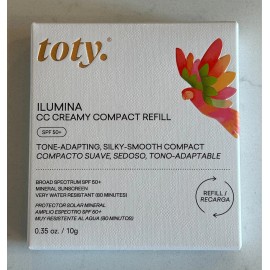 toty.
ILUMINA
CC CREAMY COMPACT REFILL
SPF 50+
TONE-ADAPTING, SILKY-SMOOTH COMPACT
COMPACTO SUAVE, SEDOSO, TONO-ADAPTABLE
BROAD SPECTRUM SPF 50+
MINERAL SUNSCREEN
VERY WATER RESISTANT (80 MINUTES)
PROTECTOR SOLAR MINERAL
AMPLIO ESPECTRO SPF 50+
MUY RESISTENTE AL AGUA (80 MINUTOS)
0.35 oz. / 10g
REFILL /
RECARGA